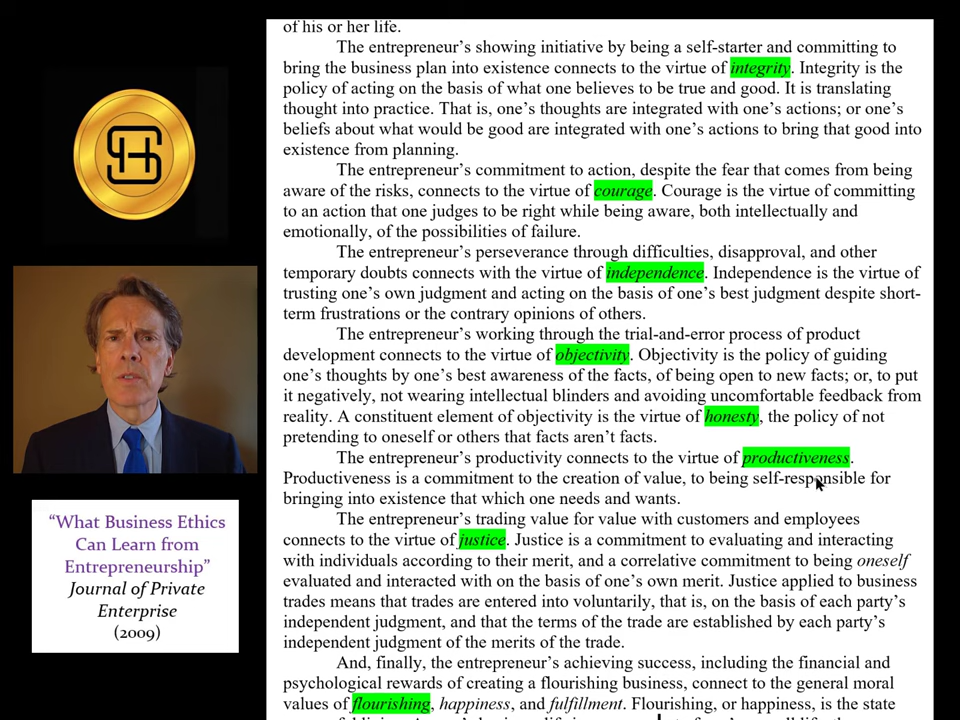 of his or her life.
The entrepreneur's showing initiative by being a self-starter and committing to
bring the business plan into existence connects to the virtue of integrity. Integrity is the
policy of acting on the basis of what one believes to be true and good. It is translating
thought into practice. That is, one's thoughts are integrated with one's actions; or one's
beliefs about what would be good are integrated with one's actions to bring that good into
existence from planning.
The entrepreneur's commitment to action, despite the fear that comes from being
aware of the risks, connects to the virtue of courage. Courage is the virtue of committing
to an action that one judges to be right while being aware, both intellectually and
emotionally, of the possibilities of failure.
The entrepreneur's perseverance through difficulties, disapproval, and other
temporary doubts connects with the virtue of independence. Independence is the virtue of
trusting one's own judgment and acting on the basis of one's best judgment despite short-
term frustrations or the contrary opinions of others.
The entrepreneur's working through the trial-and-error process of product
development connects to the virtue of objectivity. Objectivity is the policy of guiding
one's thoughts by one's best awareness of the facts, of being open to new facts; or, to put
it negatively, not wearing intellectual blinders and avoiding uncomfortable feedback from
reality. A constituent element of objectivity is the virtue of honesty, the policy of not
pretending to oneself or others that facts aren't facts.
The entrepreneur's productivity connects to the virtue of productiveness.
Productiveness is a commitment to the creation of value, to being self-responsible for
bringing into existence that which one needs and wants.
The entrepreneur's trading value for value with customers and employees
connects to the virtue of justice. Justice is a commitment to evaluating and interacting
with individuals according to their merit, and a correlative commitment to being oneself
evaluated and interacted with on the basis of one's own merit. Justice applied to business
trades means that trades are entered into voluntarily, that is, on the basis of each party's
independent judgment, and that the terms of the trade are established by each party's
independent judgment of the merits of the trade.
And, finally, the entrepreneur's achieving success, including the financial and
psychological rewards of creating a flourishing business, connect to the general moral
values of flourishing, happiness, and fulfillment. Flourishing, or happiness, is the state
"What Business Ethics
Can Learn from
Entrepreneurship"
Journal of Private
Enterprise
(2009)